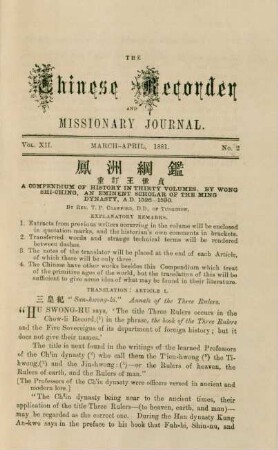 THE
Chinese Recorder
AND
MISSIONARY JOURNAL.
VOL. XII. MARCH-APRIL, 1881. No. 2
鳳洲綱鑑
重訂王世貞
A COMPENDIUM OF HISTORY IN THIRTY VOLUMES. BY WONG
SHI-CHING, AN EMINENT SCHOLAR OF THE MING
DYNASTY, A.D. 1526-1590.
BY REV. T. P. CRAWFORD, D.D., OF TUNGCHOW.
EXPLANATORY REMARKS.
1. Extracts from previous writers occurring in the volume will be enclosed
in quotation marks, and the historian's own comments in brackets.
2. Transferred words and strange technical terms will be rendered
between dashes.
3. The notes of the translator will be placed at the end of each Article,
of which there will be only three.
4. The Chinese have other works besides this Compendium which treat
of the primitive ages of the world, but the translation of this will be
sufficient to give some idea of what may be found in their literature.
TRANSLATION: ARTICLE I.
三皇紀 "San-hwang-ki." Annals of the Three Rulers.
"HU SWONG-HU says, 'The title Three Rulers occurs in the
Chow-li Record,(¹) in the phrase, the book of the Three Rulers
and the Five Sovereigns of its department of foreign history; but it
does not give their names.'
The title is next found in the writings of the learned Professors
of the Ch'in dynasty (²) who call them the Tien-hwong (³) the Ti-
kwong,(⁴) and the Jin-hwong;(⁵)—or the Rulers of heaven, the
Rulers of earth, and the Rulers of man."
[The Professors of the Ch'in dynasty were officers versed in ancient and
modern lore.]
"The Ch'in dynasty being near to the ancient times, their
application of the title Three Rulers—(to heaven, earth, and man)—
may be regarded as the correct one. During the Han dynasty Kung
An-kwo says in the preface to his book that Fuh-hi, Shin-nu, and